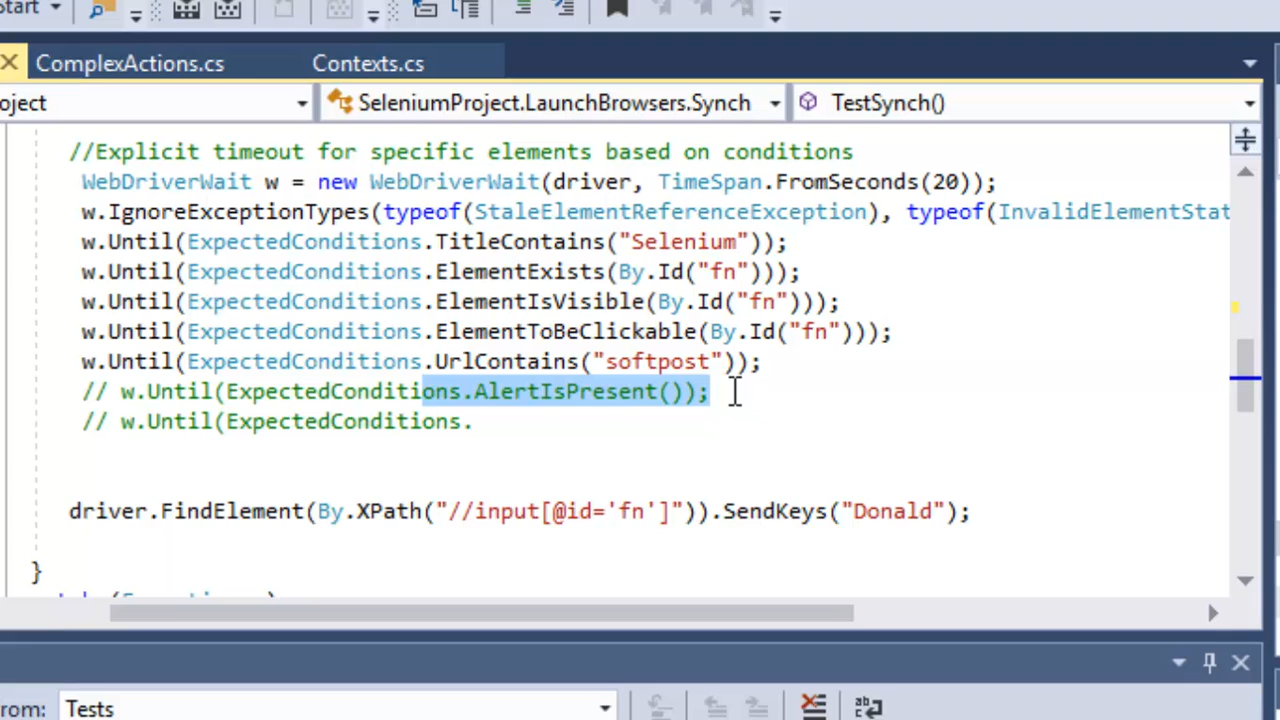 Start
ComplexActions.cs Contexts.cs
oject SeleniumProject.LaunchBrowsers.Synch TestSynch()
//Explicit timeout for specific elements based on conditions
WebDriverWait w = new WebDriverWait(driver, TimeSpan.FromSeconds(20));
w.IgnoreExceptionTypes(typeof(StaleElementReferenceException), typeof(InvalidElementStat
w.Until(ExpectedConditions.TitleContains("Selenium"));
w.Until(ExpectedConditions.ElementExists(By.Id("fn")));
w.Until(ExpectedConditions.ElementIsVisible(By.Id("fn")));
w.Until(ExpectedConditions.ElementToBeClickable(By.Id("fn")));
w.Until(ExpectedConditions.UrlContains("softpost"));
// w.Until(ExpectedConditions.AlertIsPresent());
// w.Until(ExpectedConditions.
driver.FindElement(By.XPath("//input[@id='fn']")).SendKeys("Donald");
}
rom: Tests